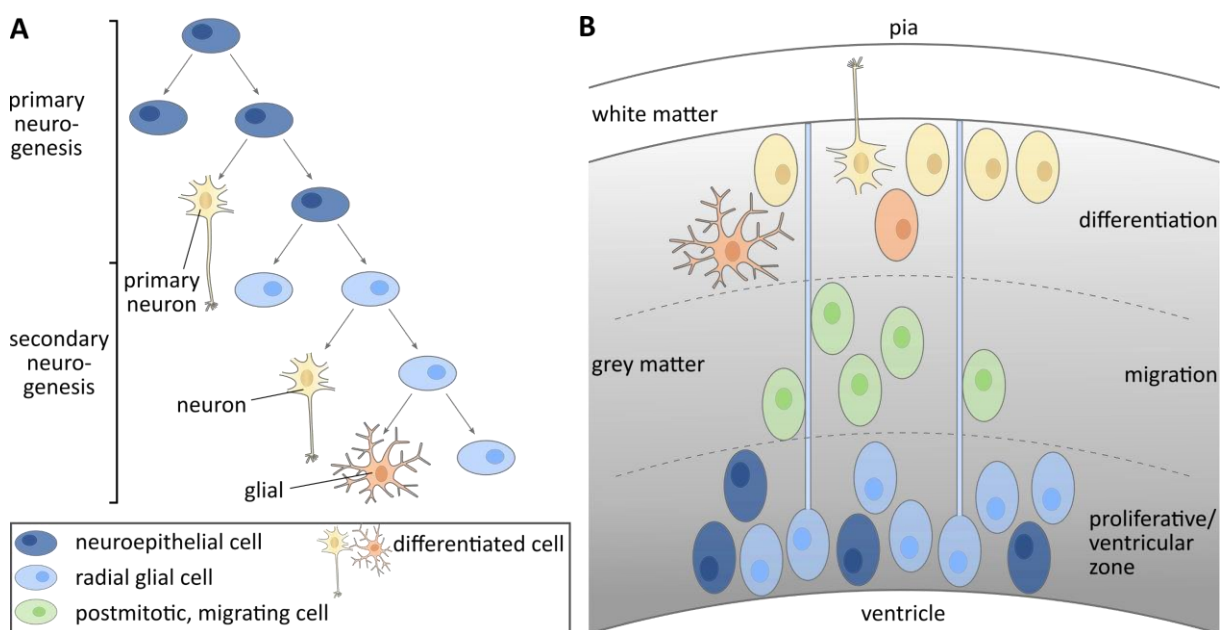 A
primary
neuro-
genesis
primary
neuron
secondary
neuro-
genesis
neuron
glial
neuroepithelial cell
differentiated cell
radial glial cell
postmitotic, migrating cell
B
pia
white matter
differentiation
grey matter
migration
proliferative/
ventricular
zone
ventricle